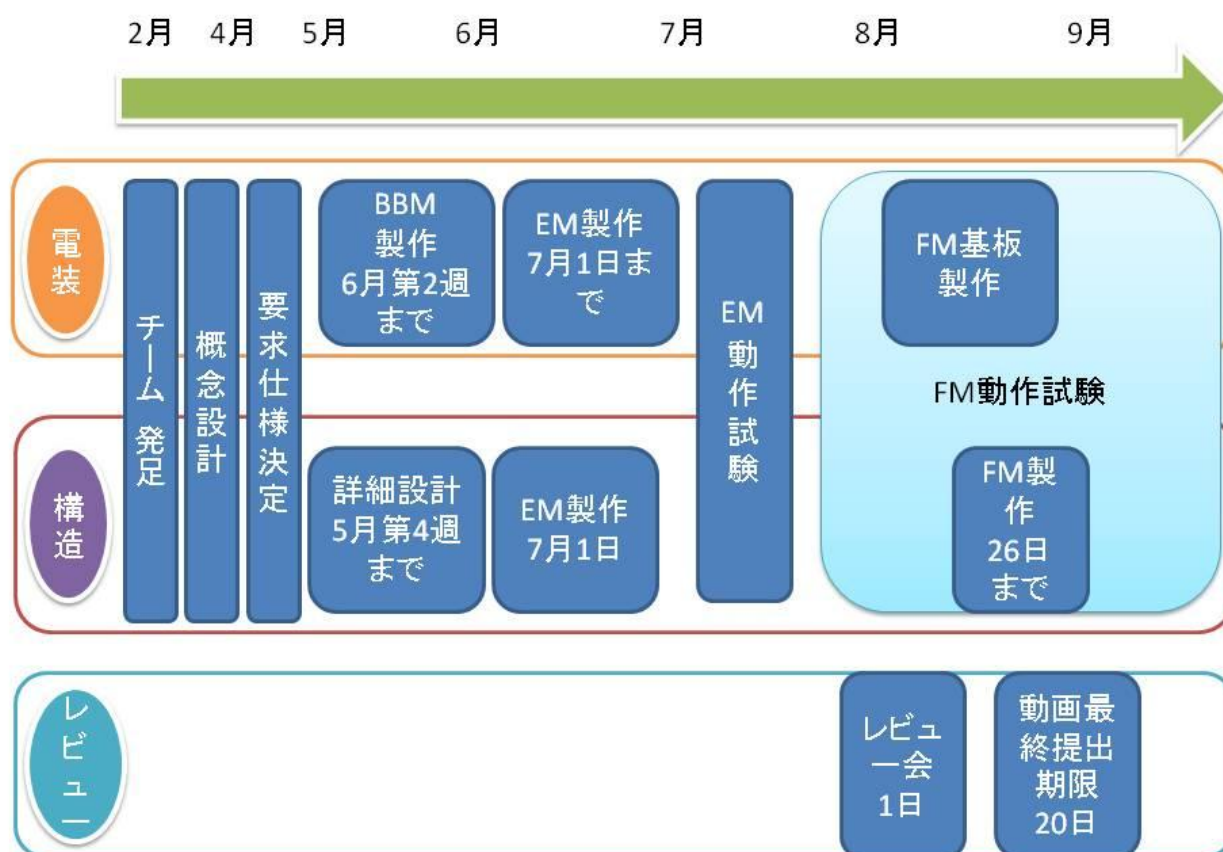 2月 4月 5月 6月 7月 8月 9月
電
装
チーム 発足
概念設計
要求仕様決定
BBM
製作
6月第2週
まで
EM製作
7月1日ま
で
EM
動作試験
FM基板
製作
FM動作試験
構
造
詳細設計
5月第4週
まで
EM製作
7月1日
FM製
作
26日
まで
レビュー
レビュ
ー会
1日
動画最
終提出
期限
20日